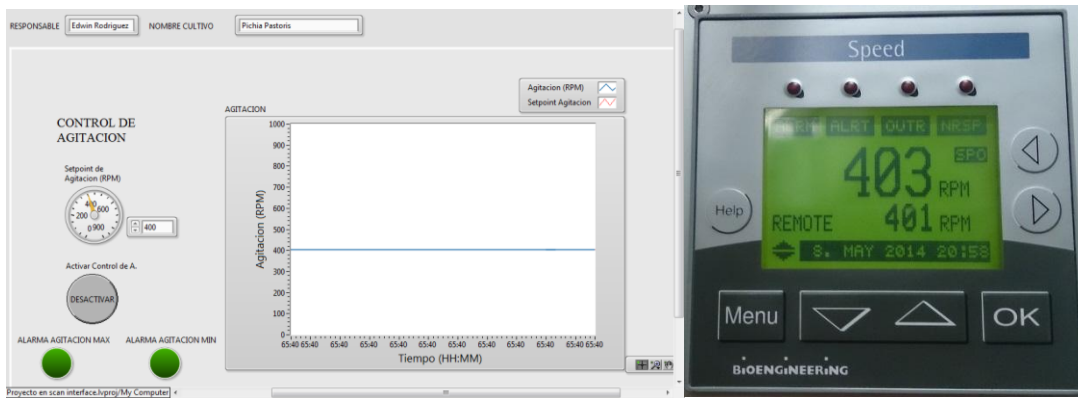 RESPONSABLE Edwin Rodriguez NOMBRE CULTIVO Pichia Pastoris
CONTROL DE
AGITACION
Setpoint de
Agitacion (RPM)
200 400 600
0 900
400
Activar Control de A.
DESACTIVAR
ALARMA AGITACION MAX ALARMA AGITACION MIN
Proyecto en scan interface.lvproj/My Computer
Agitacion (RPM)
Setpoint Agitacion
AGITACION
Agitacion (RPM)
1000
900
800
700
600
500
400
300
200
100
0
65:40 65:40 65:40 65:40 65:40 65:40 65:40 65:40 65:40 65:40 65:40
Tiempo (HH:MM)
Speed
ALRM ALRT OUTR NRSP
403 RPM SPO
REMOTE 401 RPM
8. MAY 2014 20:58
Help
Menu OK
BIOENGINEERING